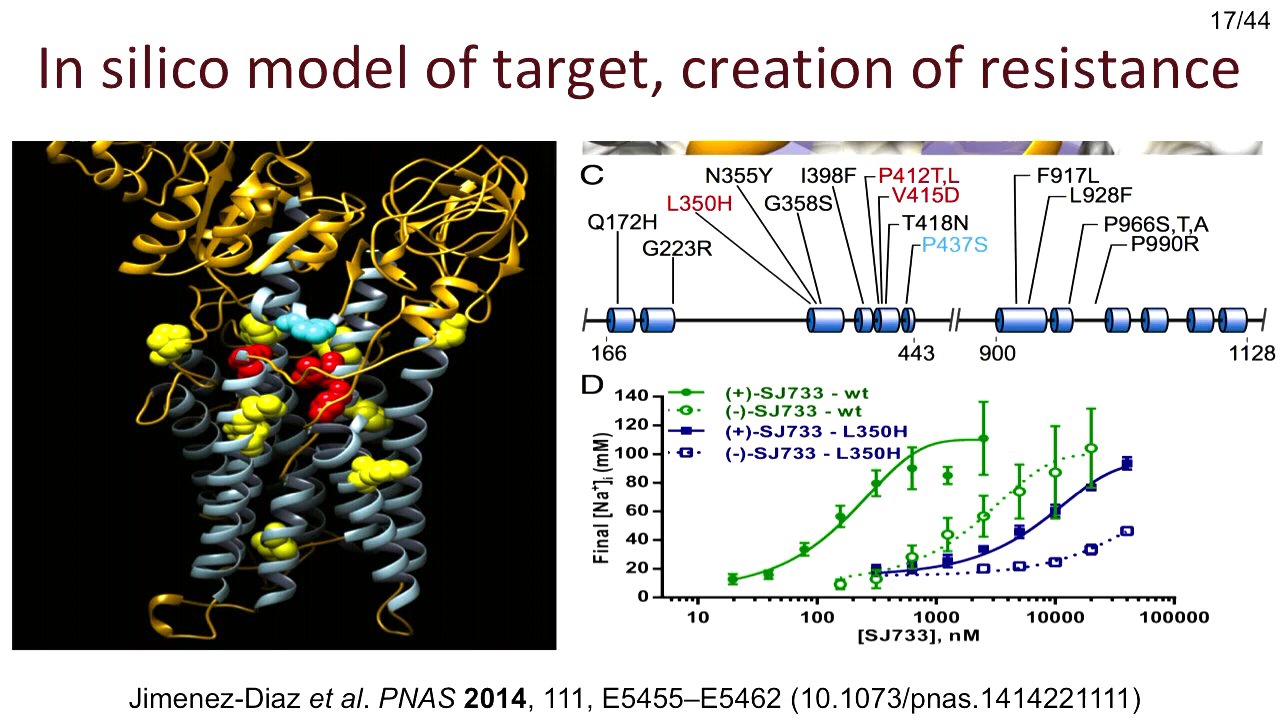 17/44
In silico model of target, creation of resistance
C
N355Y
I398F
P412T,L
F917L
L350H
G358S
V415D
L928F
Q172H
T418N
P966S,T,A
G223R
P437S
P990R
166
443
900
1128
D
(+)-SJ733 - wt
(-)-SJ733 - wt
(+)-SJ733 - L350H
(-)-SJ733 - L350H
Final [Na⁺]ᵢ (mM)
140
120
100
80
60
40
20
0
10
100
1000
10000
100000
[SJ733], nM
Jimenez-Diaz et al. PNAS 2014, 111, E5455–E5462 (10.1073/pnas.1414221111)